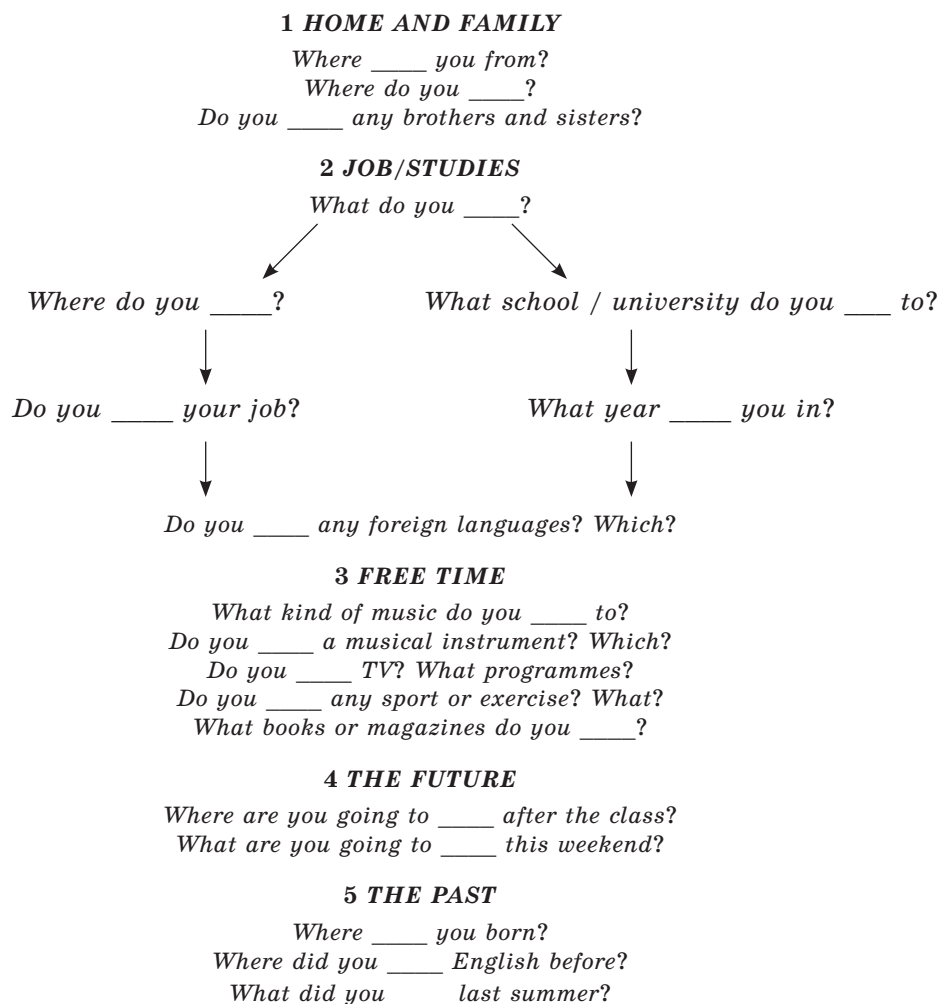 1 HOME AND FAMILY
Where ____ you from?
Where do you ____?
Do you ____ any brothers and sisters?
2 JOB/STUDIES
What do you ____?
Where do you ____?
What school / university do you ___ to?
Do you ____ your job?
What year ____ you in?
Do you ____ any foreign languages? Which?
3 FREE TIME
What kind of music do you ____ to?
Do you ____ a musical instrument? Which?
Do you ____ TV? What programmes?
Do you ____ any sport or exercise? What?
What books or magazines do you ____?
4 THE FUTURE
Where are you going to ____ after the class?
What are you going to ____ this weekend?
5 THE PAST
Where ____ you born?
Where did you ____ English before?
What did you ____ last summer?